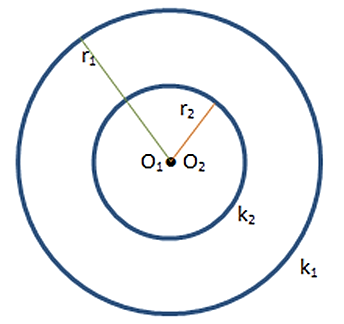 r₁
r₂
O₁ O₂
k₂
k₁